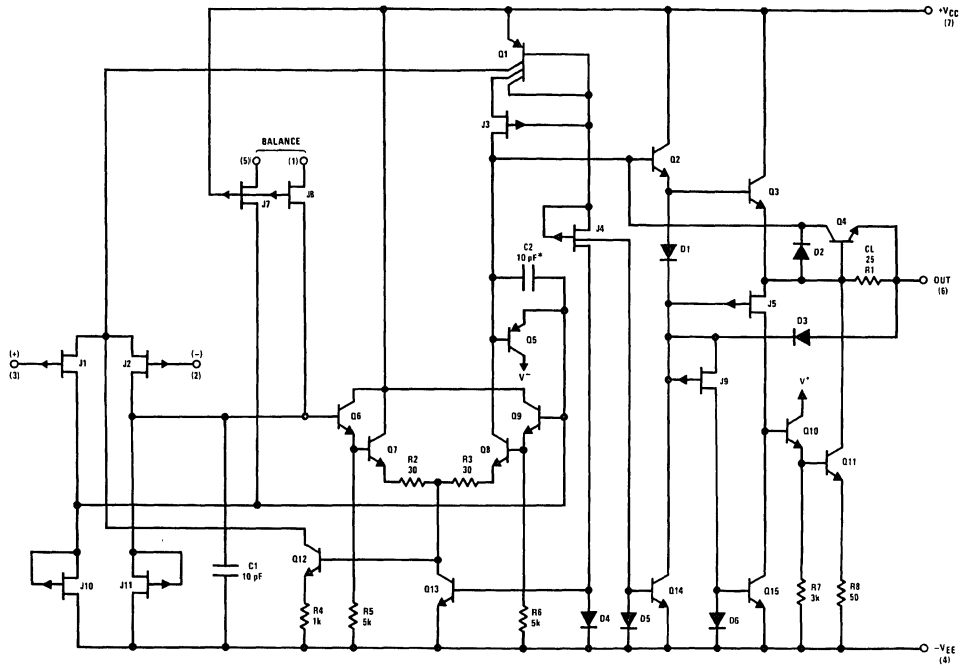 +VCC
(7)
Q1
J3
BALANCE
(5)
(1)
J7
J8
Q2
Q3
J4
Q4
C2
10 pF*
D1
D2
CL
25
R1
OUT
(6)
J5
D3
Q5
V-
(+)
(3)
J1
J2
(-)
(2)
J9
V+
Q6
Q9
Q10
Q7
R2
30
R3
30
Q8
Q11
C1
10 pF
Q12
J10
J11
Q13
R4
1k
R5
5k
R6
5k
D4
D5
Q14
D6
Q15
R7
3k
R8
50
-VEE
(4)